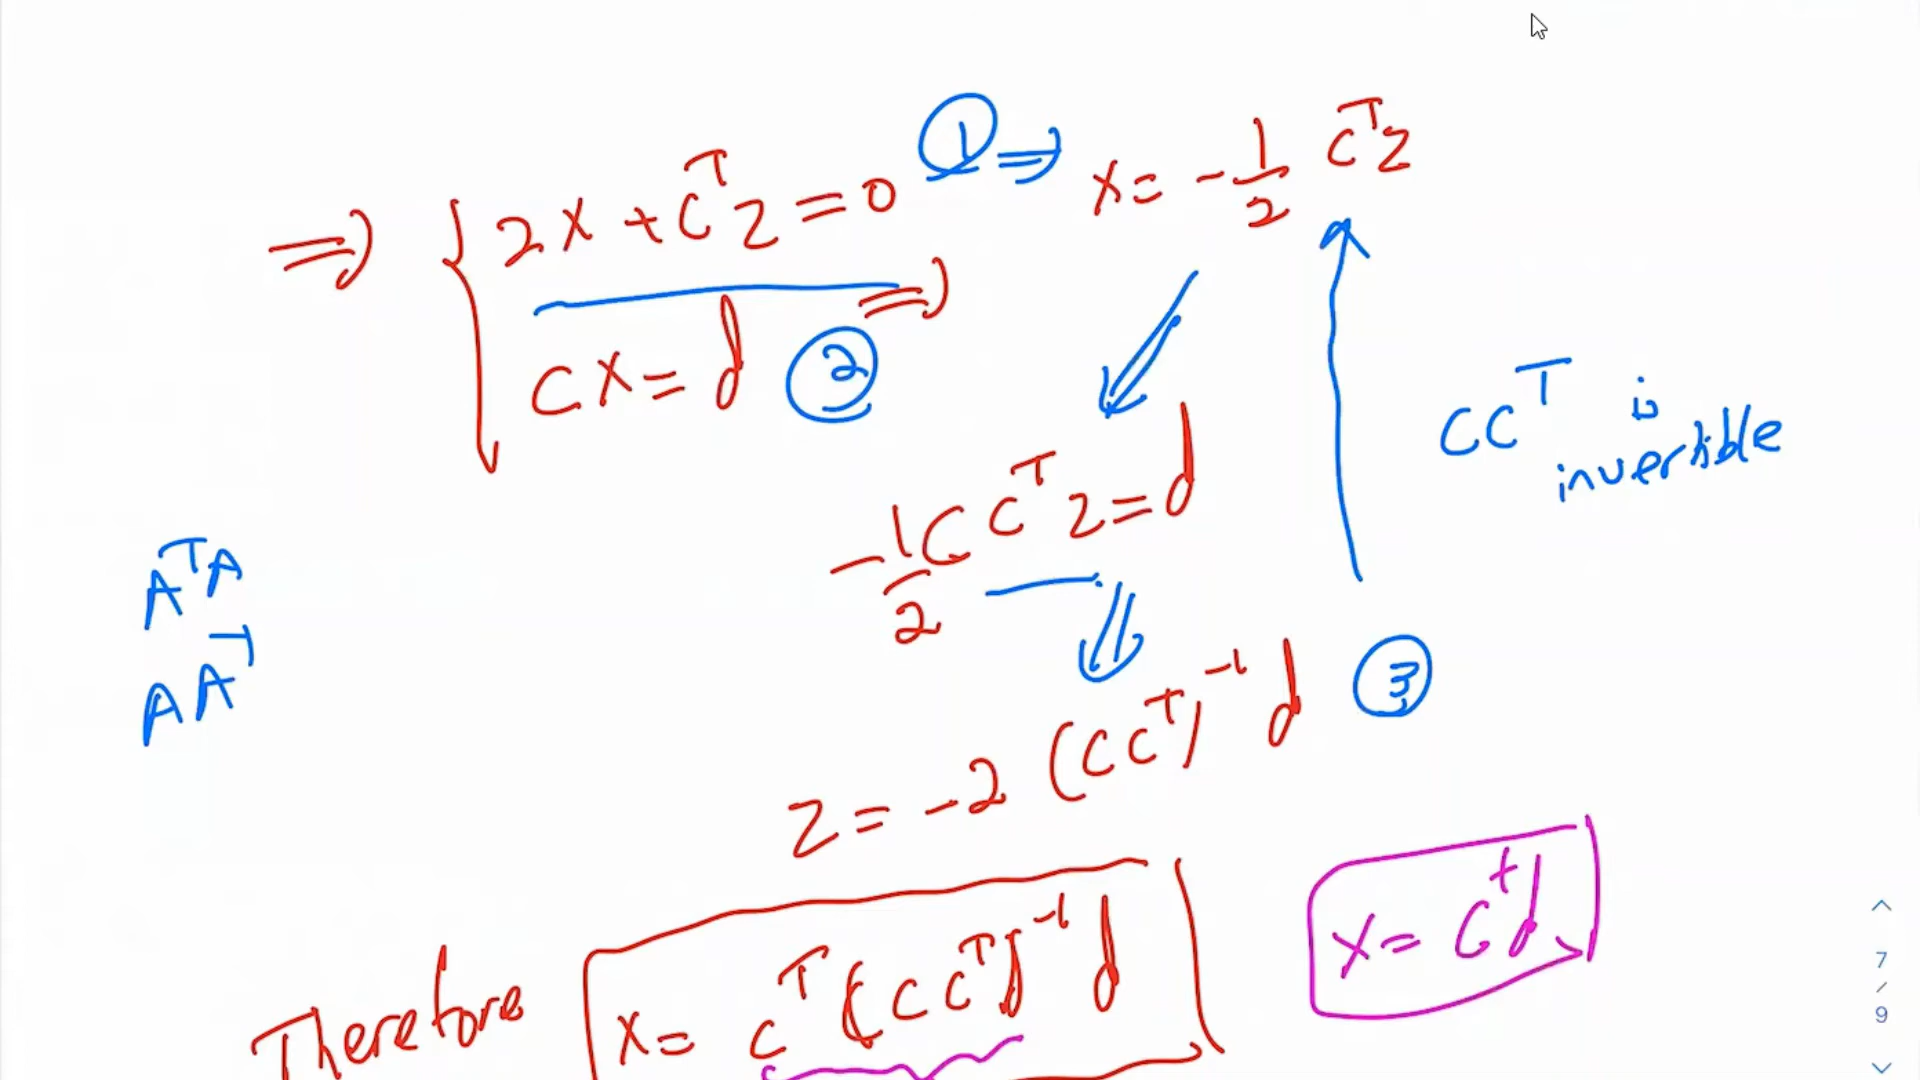 ⇒ { 2x + Cᵀz = 0 ① ⇒ x = -1/2 Cᵀz
Cx = d ② ⇒
CCᵀ is invertible
-1/2 C Cᵀz = d
AᵀA
AAᵀ
z = -2 (CCᵀ)⁻¹ d ③
Therefore x = Cᵀ(CCᵀ)⁻¹ d
x = C†d
7
/
9